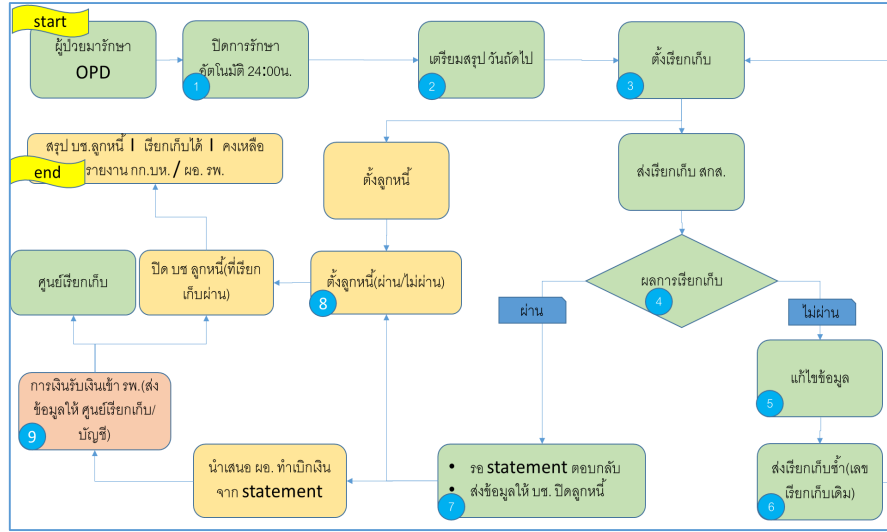 start
ผู้ป่วยมารักษา
OPD
ปิดการรักษา
อัตโนมัติ 24:00น.
1
เตรียมสรุป วันถัดไป
2
ตั้งเรียกเก็บ
3
สรุป บช.ลูกหนี้ | เรียกเก็บได้ | คงเหลือ
รายงาน กก.บห. / ผอ. รพ.
end
ตั้งลูกหนี้
ส่งเรียกเก็บ สกส.
ศูนย์เรียกเก็บ
ปิด บช ลูกหนี้(ที่เรียก
เก็บผ่าน)
ตั้งลูกหนี้(ผ่าน/ไม่ผ่าน)
8
ผลการเรียกเก็บ
4
ผ่าน
ไม่ผ่าน
การเงินรับเงินเข้า รพ.(ส่ง
ข้อมูลให้ ศูนย์เรียกเก็บ/
บัญชี)
9
แก้ไขข้อมูล
5
นำเสนอ ผอ. ทำเบิกเงิน
จาก statement
• รอ statement ตอบกลับ
• ส่งข้อมูลให้ บช. ปิดลูกหนี้
7
ส่งเรียกเก็บซ้ำ(เลข
เรียกเก็บเดิม)
6